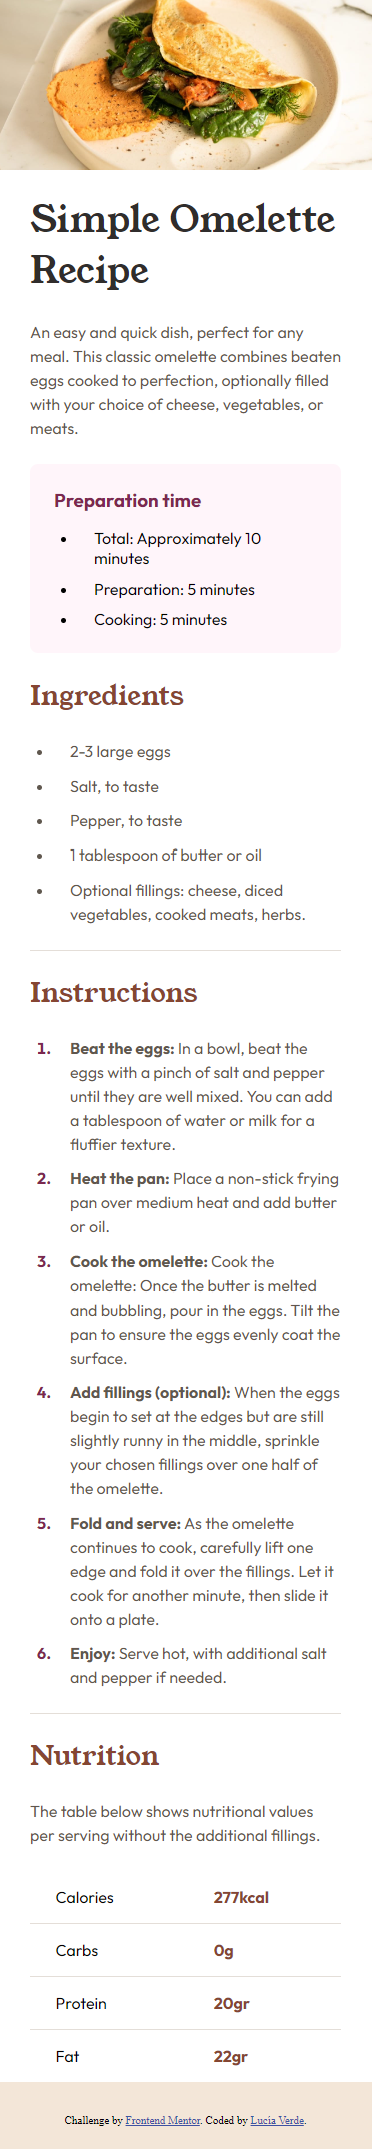 Simple Omelette
Recipe
An easy and quick dish, perfect for any
meal. This classic omelette combines beaten
eggs cooked to perfection, optionally filled
with your choice of cheese, vegetables, or
meats.
Preparation time
• Total: Approximately 10
minutes
• Preparation: 5 minutes
• Cooking: 5 minutes
Ingredients
• 2-3 large eggs
• Salt, to taste
• Pepper, to taste
• 1 tablespoon of butter or oil
• Optional fillings: cheese, diced
vegetables, cooked meats, herbs.
Instructions
1. Beat the eggs: In a bowl, beat the
eggs with a pinch of salt and pepper
until they are well mixed. You can add
a tablespoon of water or milk for a
fluffier texture.
2. Heat the pan: Place a non-stick frying
pan over medium heat and add butter
or oil.
3. Cook the omelette: Cook the
omelette: Once the butter is melted
and bubbling, pour in the eggs. Tilt the
pan to ensure the eggs evenly coat the
surface.
4. Add fillings (optional): When the eggs
begin to set at the edges but are still
slightly runny in the middle, sprinkle
your chosen fillings over one half of
the omelette.
5. Fold and serve: As the omelette
continues to cook, carefully lift one
edge and fold it over the fillings. Let it
cook for another minute, then slide it
onto a plate.
6. Enjoy: Serve hot, with additional salt
and pepper if needed.
Nutrition
The table below shows nutritional values
per serving without the additional fillings.
Calories 277kcal
Carbs 0g
Protein 20gr
Fat 22gr
Challenge by Frontend Mentor. Coded by Lucía Verde.